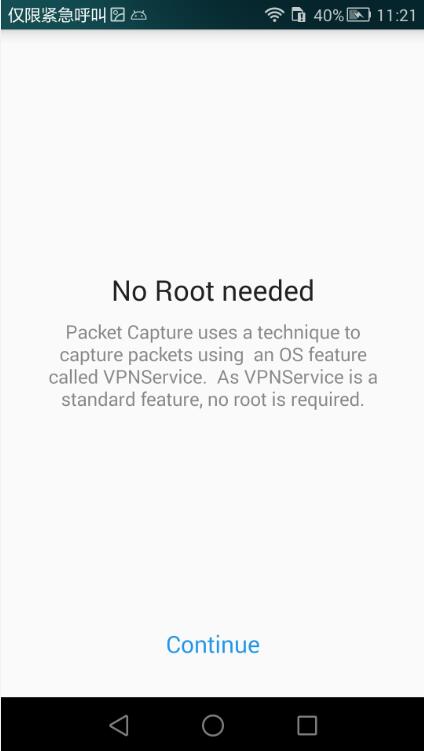 仅限紧急呼叫 40% 11:21
No Root needed
Packet Capture uses a technique to
capture packets using  an OS feature
called VPNService.  As VPNService is a
standard feature, no root is required.
Continue